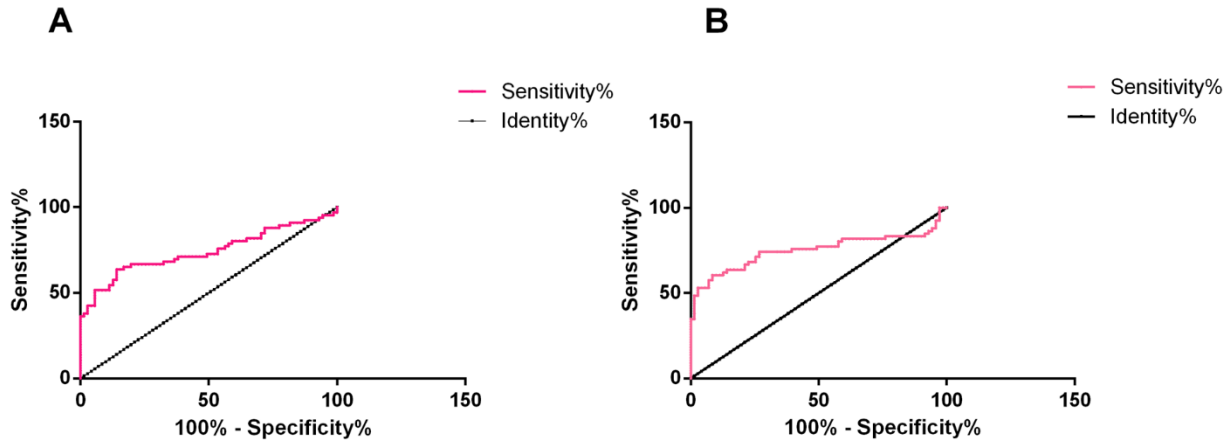 A
Sensitivity%
Identity%
150
100
50
0
Sensitivity%
0 50 100 150
100% - Specificity%
B
Sensitivity%
Identity%
150
100
50
0
Sensitivity%
0 50 100 150
100% - Specificity%